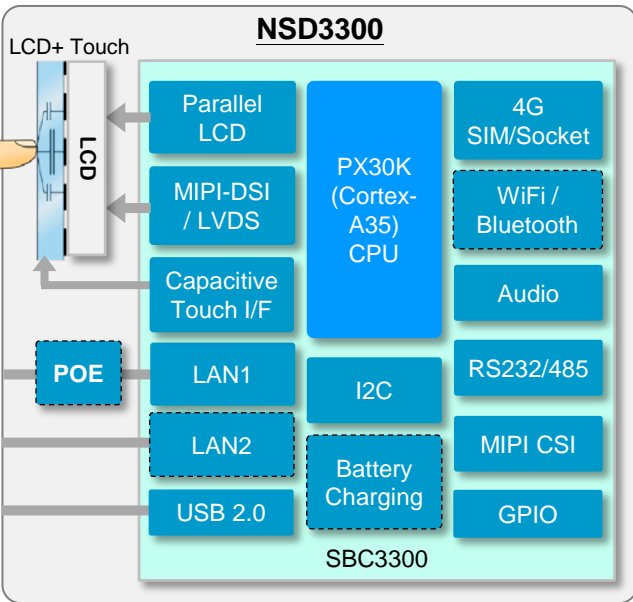 NSD3300
LCD+ Touch
LCD
Parallel
LCD
MIPI-DSI
/ LVDS
Capacitive
Touch I/F
POE
LAN1
LAN2
USB 2.0
PX30K
(Cortex-
A35)
CPU
I2C
Battery
Charging
4G
SIM/Socket
WiFi /
Bluetooth
Audio
RS232/485
MIPI CSI
GPIO
SBC3300